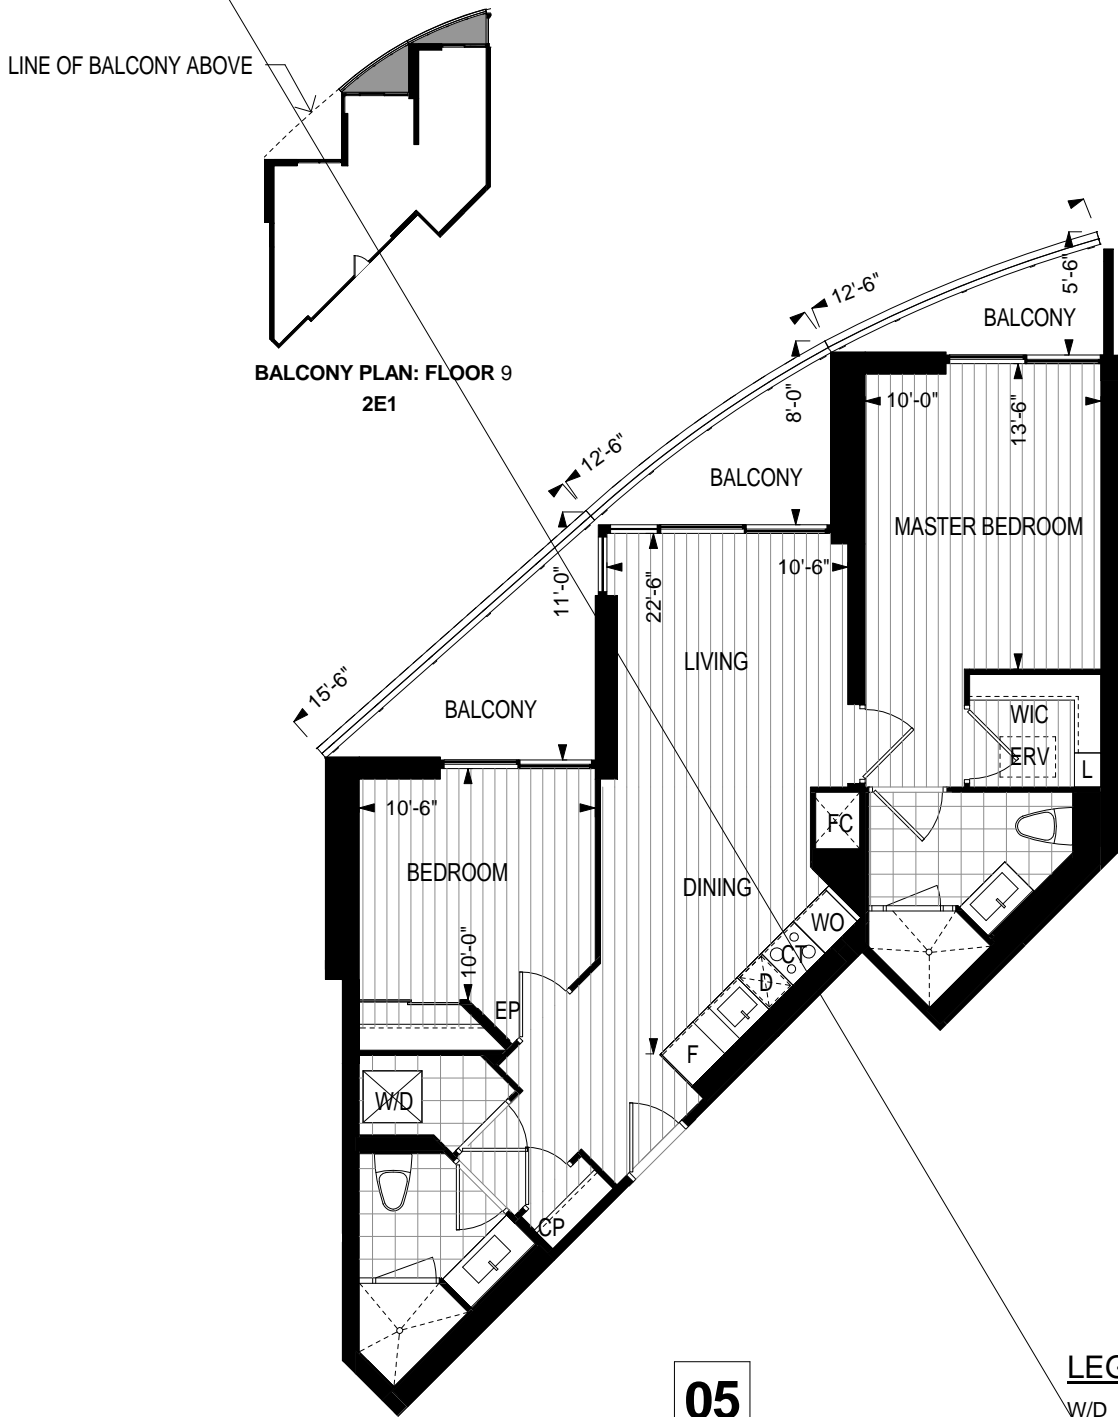 LINE OF BALCONY ABOVE
BALCONY PLAN: FLOOR 9
2E1
5'-6"
12'-6"
BALCONY
8'-0"
10'-0"
13'-6"
12'-6"
BALCONY
MASTER BEDROOM
11'-0"
22'-6"
10'-6"
LIVING
15'-6"
BALCONY
WIC
ERV
L
10'-6"
FC
BEDROOM
DINING
WO
CT
D
10'-0"
EP
F
W/D
CP
05
LEG
W/D